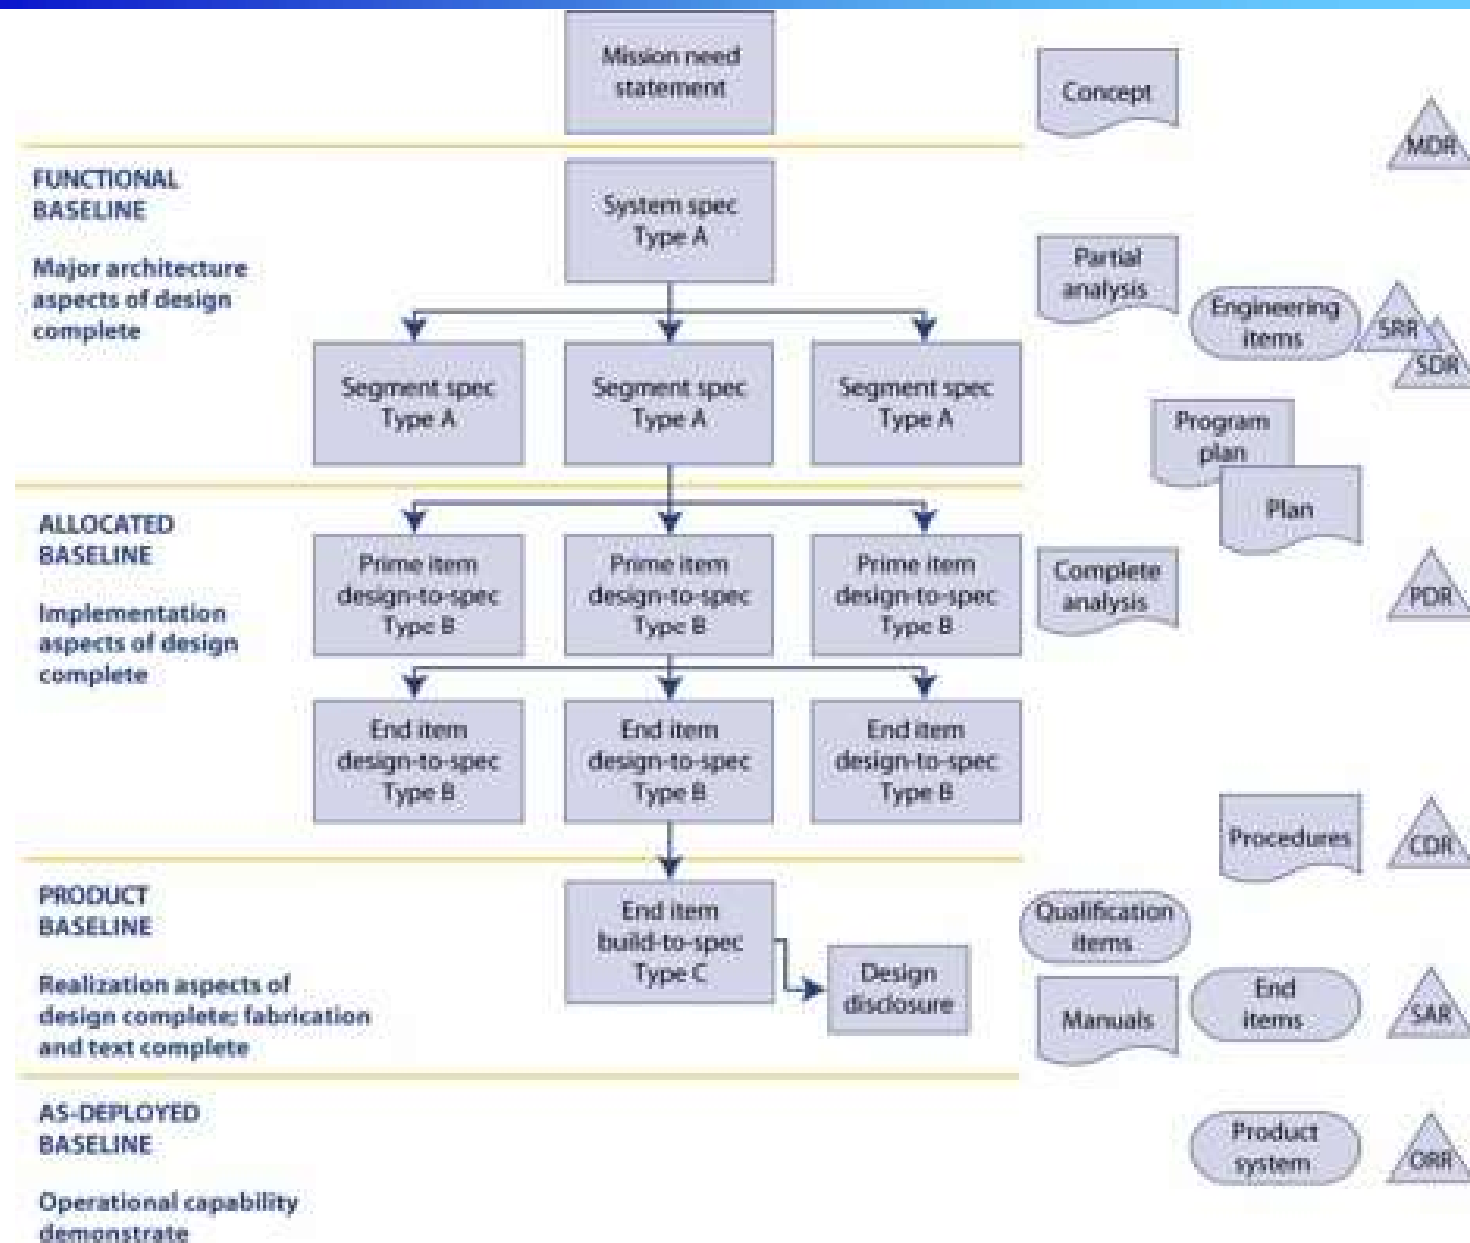 Mission need
statement
Concept
MDR
FUNCTIONAL
BASELINE
Major architecture
aspects of design
complete
System spec
Type A
Partial
analysis
Engineering
items
SRR
SDR
Segment spec
Type A
Segment spec
Type A
Segment spec
Type A
Program
plan
Plan
ALLOCATED
BASELINE
Implementation
aspects of design
complete
Prime item
design-to-spec
Type B
Prime item
design-to-spec
Type B
Prime item
design-to-spec
Type B
Complete
analysis
PDR
End item
design-to-spec
Type B
End item
design-to-spec
Type B
End item
design-to-spec
Type B
Procedures
CDR
PRODUCT
BASELINE
Realization aspects of
design complete; fabrication
and text complete
End item
build-to-spec
Type C
Design
disclosure
Qualification
items
Manuals
End
items
SAR
AS-DEPLOYED
BASELINE
Operational capability
demonstrate
Product
system
ORR